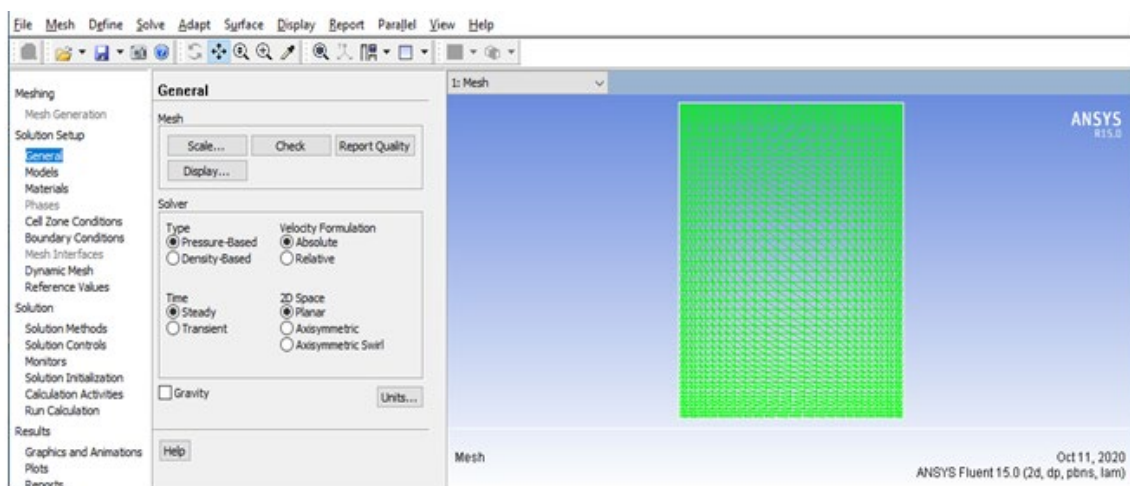 File Mesh Define Solve Adapt Surface Display Report Parallel View Help
Meshing
Mesh Generation
Solution Setup
General
Models
Materials
Phases
Cell Zone Conditions
Boundary Conditions
Mesh Interfaces
Dynamic Mesh
Reference Values
Solution
Solution Methods
Solution Controls
Monitors
Solution Initialization
Calculation Activities
Run Calculation
Results
Graphics and Animations
Plots
Reports
General
Mesh
Scale... Check Report Quality
Display...
Solver
Type Velocity Formulation
Pressure-Based Absolute
Density-Based Relative
Time 2D Space
Steady Planar
Transient Axisymmetric
Axisymmetric Swirl
Gravity Units...
Help
1: Mesh
ANSYS
R15.0
Mesh Oct 11, 2020
ANSYS Fluent 15.0 (2d, dp, pbns, lam)